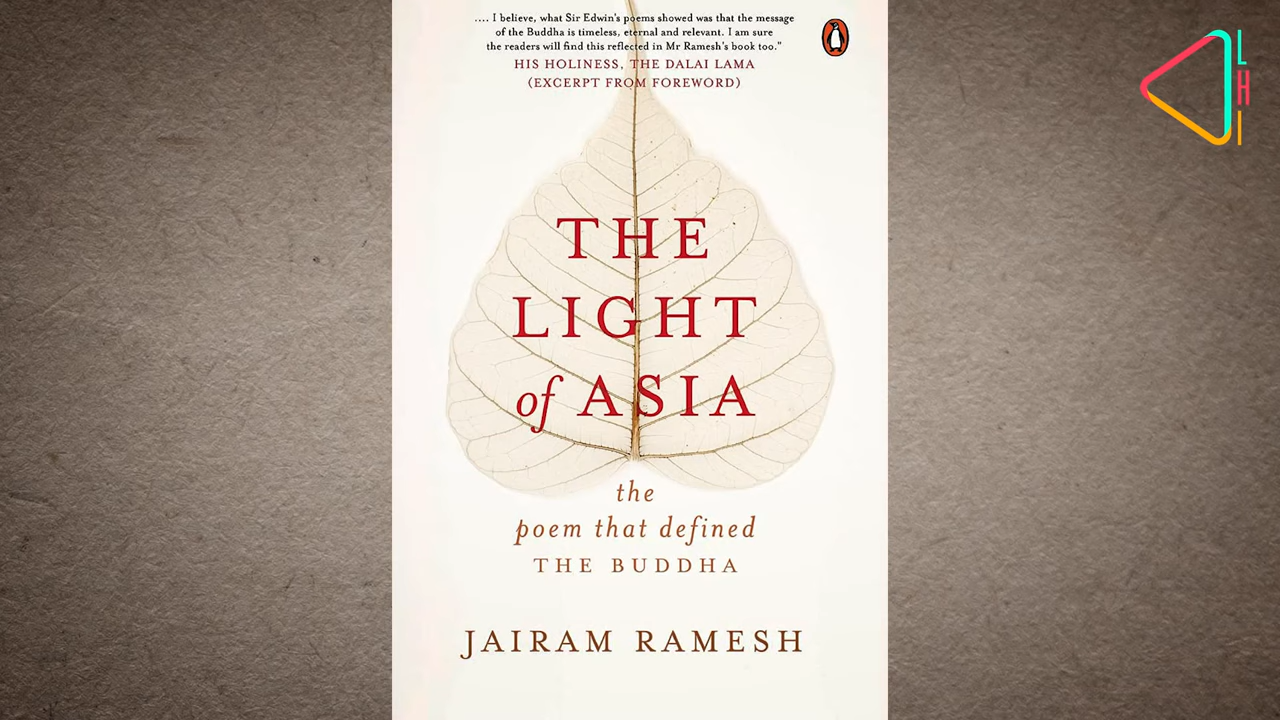 .... I believe, what Sir Edwin's poems showed was that the message
of the Buddha is timeless, eternal and relevant. I am sure
the readers will find this reflected in Mr Ramesh's book too."
HIS HOLINESS, THE DALAI LAMA
(EXCERPT FROM FOREWORD)
THE
LIGHT
of ASIA
the
poem that defined
THE BUDDHA
JAIRAM RAMESH
LHI